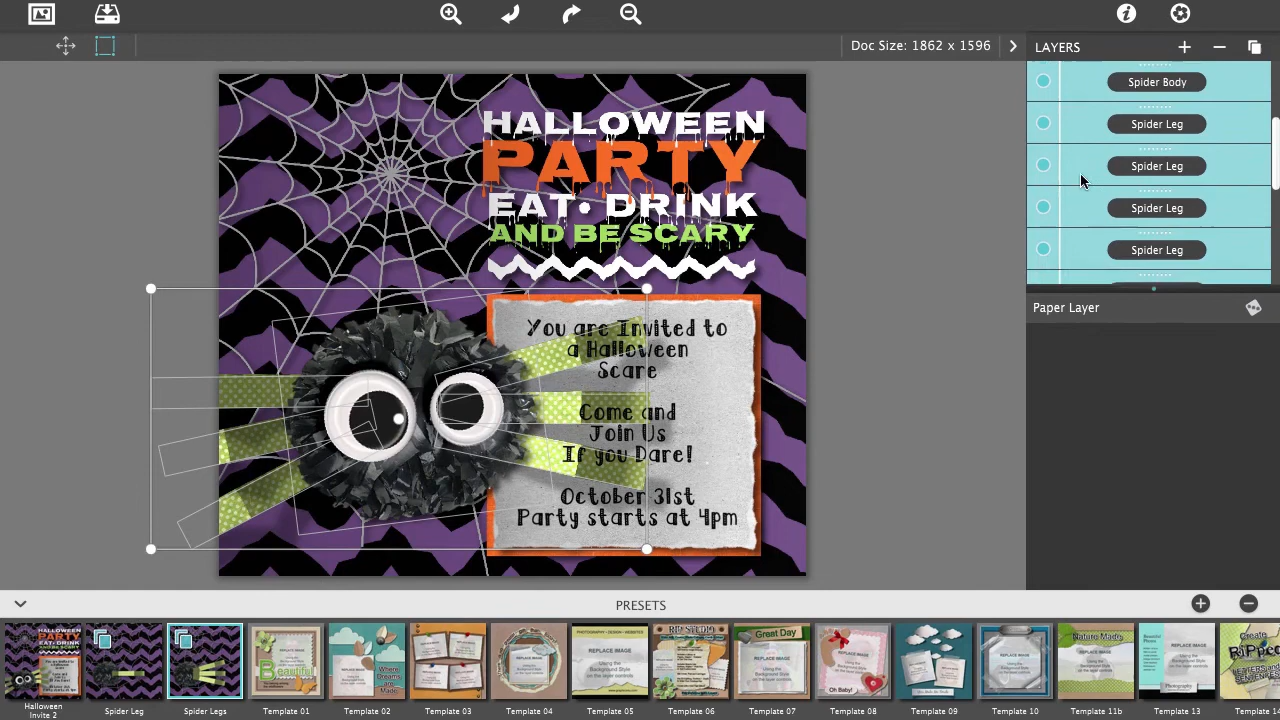 Doc Size: 1862 x 1596
LAYERS
Spider Body
Spider Leg
Spider Leg
Spider Leg
Spider Leg
Paper Layer
HALLOWEEN
PARTY
EAT• DRINK
AND BE SCARY
You are Invited to
a Halloween
Scare
Come and
Join Us
If you Dare!
October 31st
Party starts at 4pm
PRESETS
Halloween
Invite 2
Spider Leg
Spider Legs
Template 01
Template 02
Template 03
Template 04
Template 05
Template 06
Template 07
Template 08
Template 09
Template 10
Template 11b
Template 13